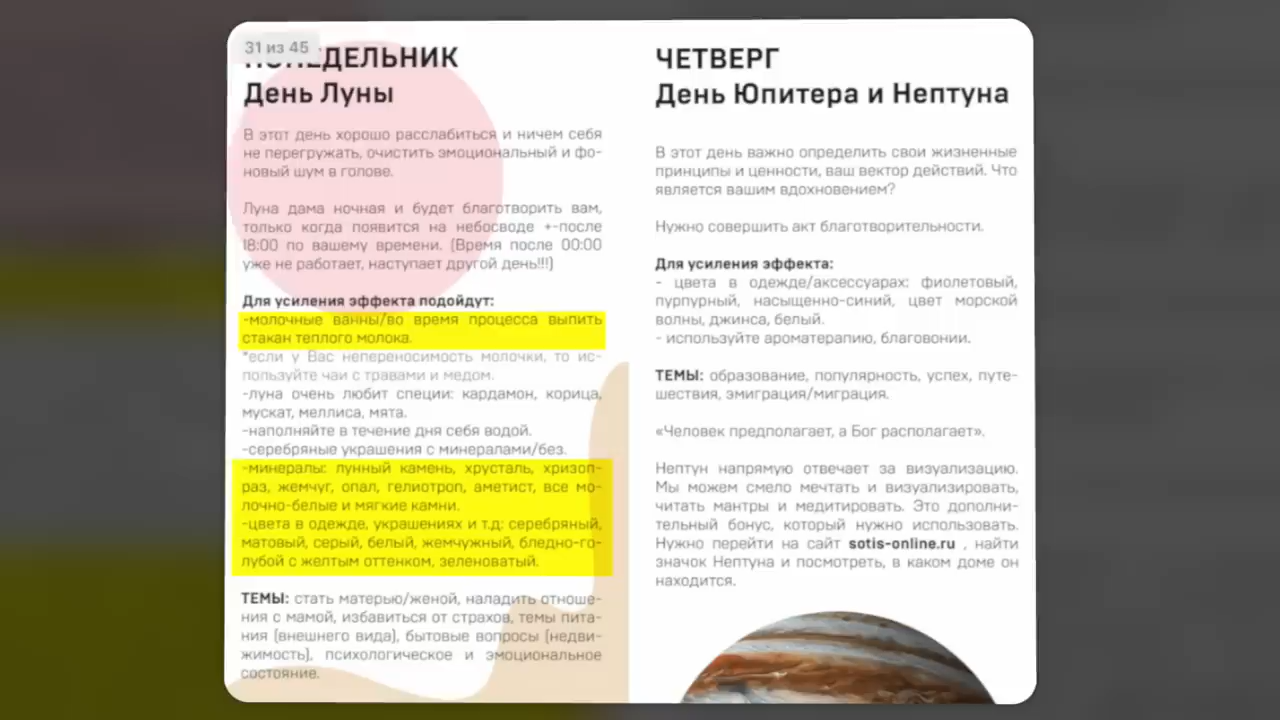 31 из 45
ПОНЕДЕЛЬНИК
День Луны
В этот день хорошо расслабиться и ничем себя
не перегружать, очистить эмоциональный и фо-
новый шум в голове.
Луна дама ночная и будет благотворить вам,
только когда появится на небосводе +-после
18:00 по вашему времени. (Время после 00:00
уже не работает, наступает другой день!!!)
Для усиления эффекта подойдут:
-молочные ванны/во время процесса выпить
стакан теплого молока.
*если у Вас непереносимость молочки, то ис-
пользуйте чаи с травами и медом.
-луна очень любит специи: кардамон, корица,
мускат, меллиса, мята.
-наполняйте в течение дня себя водой.
-серебряные украшения с минералами/без.
-минералы: лунный камень, хрусталь, хризоп-
раз, жемчуг, опал, гелиотроп, аметист, все мо-
лочно-белые и мягкие камни.
-цвета в одежде, украшениях и т.д: серебряный,
матовый, серый, белый, жемчужный, бледно-го-
лубой с желтым оттенком, зеленоватый.
ТЕМЫ: стать матерью/женой, наладить отноше-
ния с мамой, избавиться от страхов, темы пита-
ния (внешнего вида), бытовые вопросы (недви-
жимость), психологическое и эмоциональное
состояние.
ЧЕТВЕРГ
День Юпитера и Нептуна
В этот день важно определить свои жизненные
принципы и ценности, ваш вектор действий. Что
является вашим вдохновением?
Нужно совершить акт благотворительности.
Для усиления эффекта:
- цвета в одежде/аксессуарах: фиолетовый,
пурпурный, насыщенно-синий, цвет морской
волны, джинса, белый.
- используйте ароматерапию, благовонии.
ТЕМЫ: образование, популярность, успех, путе-
шествия, эмиграция/миграция.
«Человек предполагает, а Бог располагает».
Нептун напрямую отвечает за визуализацию.
Мы можем смело мечтать и визуализировать,
читать мантры и медитировать. Это дополни-
тельный бонус, который нужно использовать.
Нужно перейти на сайт sotis-online.ru , найти
значок Нептуна и посмотреть, в каком доме он
находится.